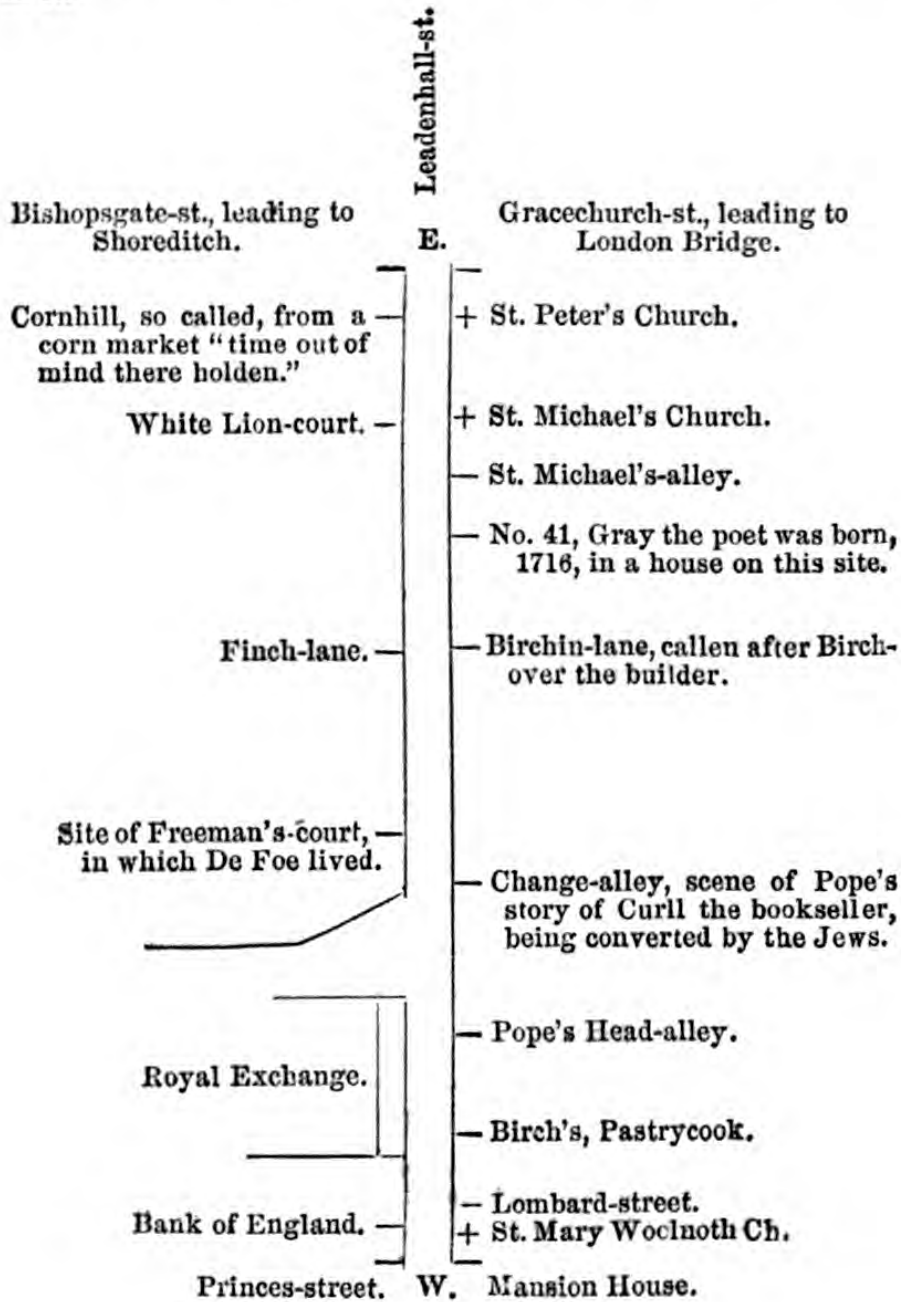 Leadenhall-st.
Bishopsgate-st., leading to
Shoreditch.
E.
Gracechurch-st., leading to
London Bridge.
Cornhill, so called, from a
corn market "time out of
mind there holden."
+ St. Peter's Church.
White Lion-court.
+ St. Michael's Church.
St. Michael's-alley.
No. 41, Gray the poet was born,
1716, in a house on this site.
Finch-lane.
Birchin-lane, callen after Birch-
over the builder.
Site of Freeman's-court,
in which De Foe lived.
Change-alley, scene of Pope's
story of Curll the bookseller,
being converted by the Jews.
Pope's Head-alley.
Royal Exchange.
Birch's, Pastrycook.
Lombard-street.
Bank of England.
+ St. Mary Woolnoth Ch.
Princes-street.
W.
Mansion House.